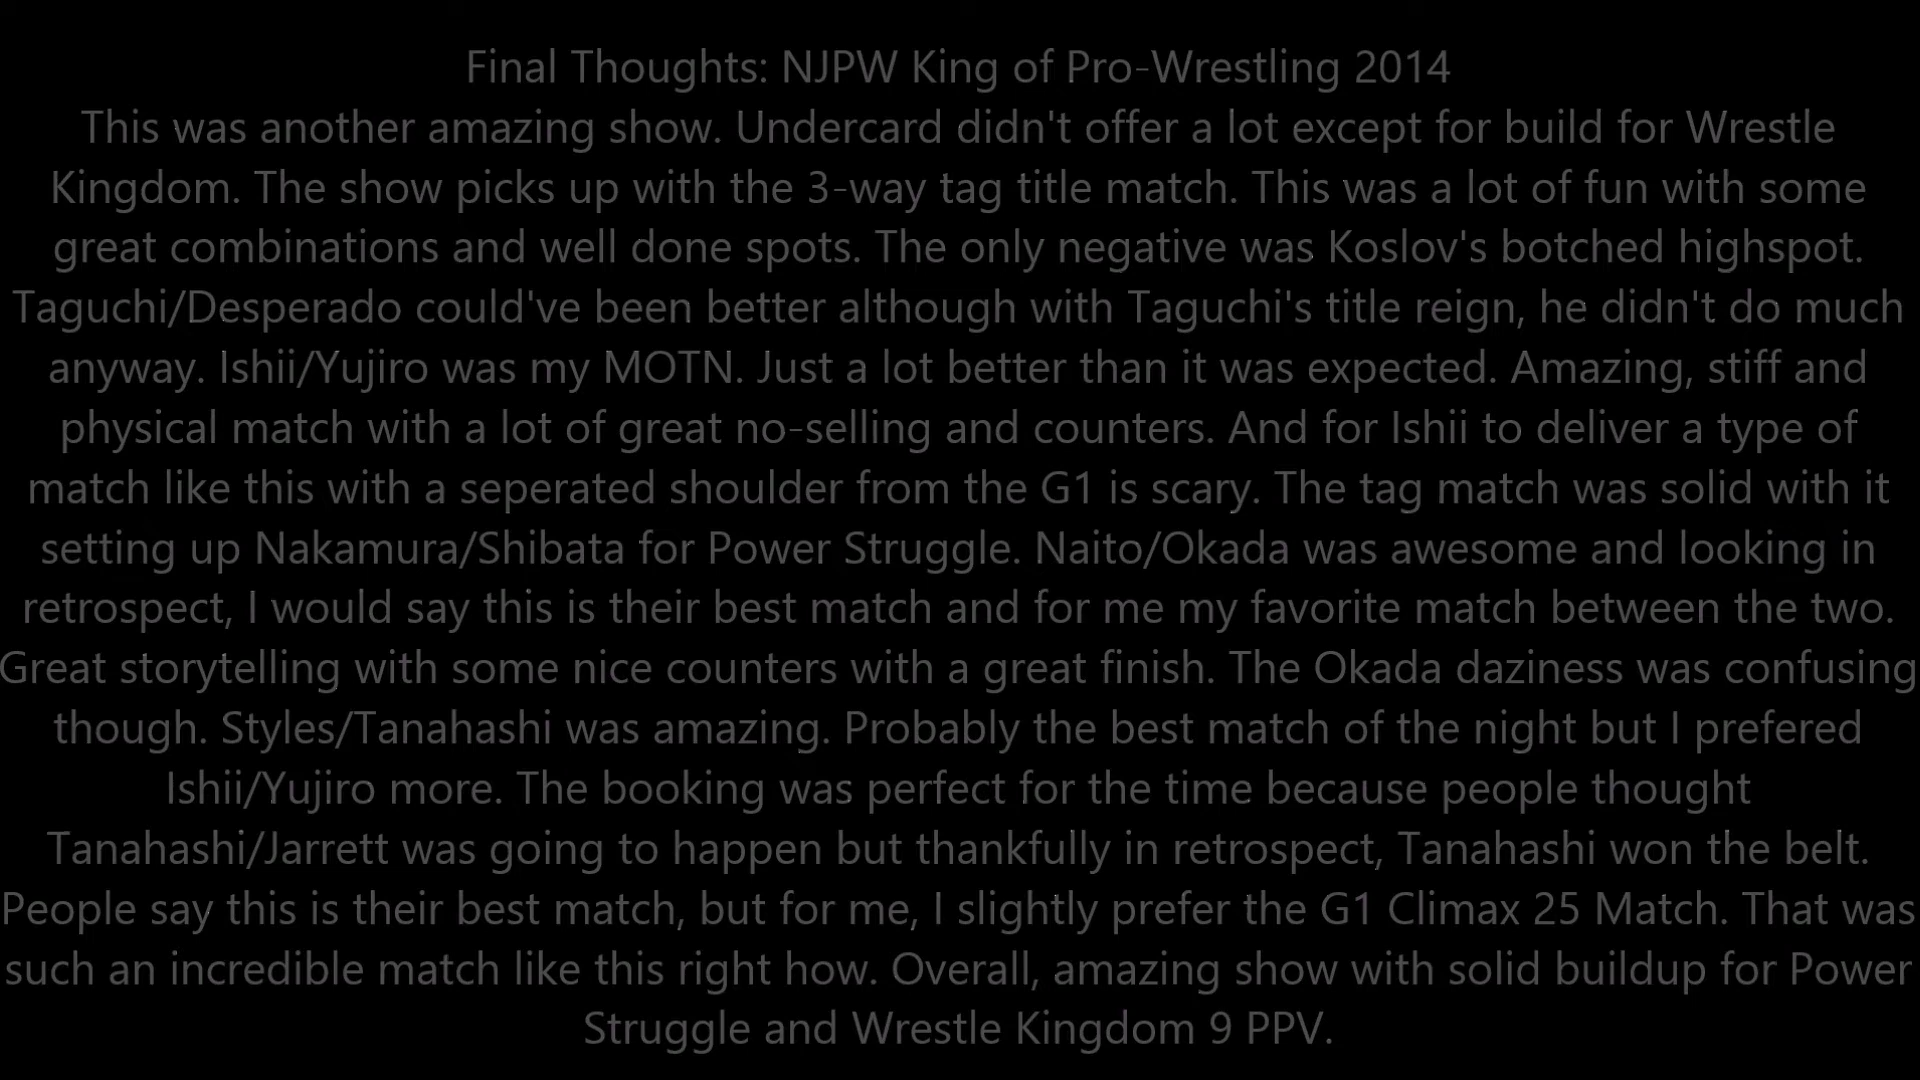 Final Thoughts: NJPW King of Pro-Wrestling 2014
This was another amazing show. Undercard didn't offer a lot except for build for Wrestle
Kingdom. The show picks up with the 3-way tag title match. This was a lot of fun with some
great combinations and well done spots. The only negative was Koslov's botched highspot.
Taguchi/Desperado could've been better although with Taguchi's title reign, he didn't do much
anyway. Ishii/Yujiro was my MOTN. Just a lot better than it was expected. Amazing, stiff and
physical match with a lot of great no-selling and counters. And for Ishii to deliver a type of
match like this with a seperated shoulder from the G1 is scary. The tag match was solid with it
setting up Nakamura/Shibata for Power Struggle. Naito/Okada was awesome and looking in
retrospect, I would say this is their best match and for me my favorite match between the two.
Great storytelling with some nice counters with a great finish. The Okada daziness was confusing
though. Styles/Tanahashi was amazing. Probably the best match of the night but I prefered
Ishii/Yujiro more. The booking was perfect for the time because people thought
Tanahashi/Jarrett was going to happen but thankfully in retrospect, Tanahashi won the belt.
People say this is their best match, but for me, I slightly prefer the G1 Climax 25 Match. That was
such an incredible match like this right how. Overall, amazing show with solid buildup for Power
Struggle and Wrestle Kingdom 9 PPV.